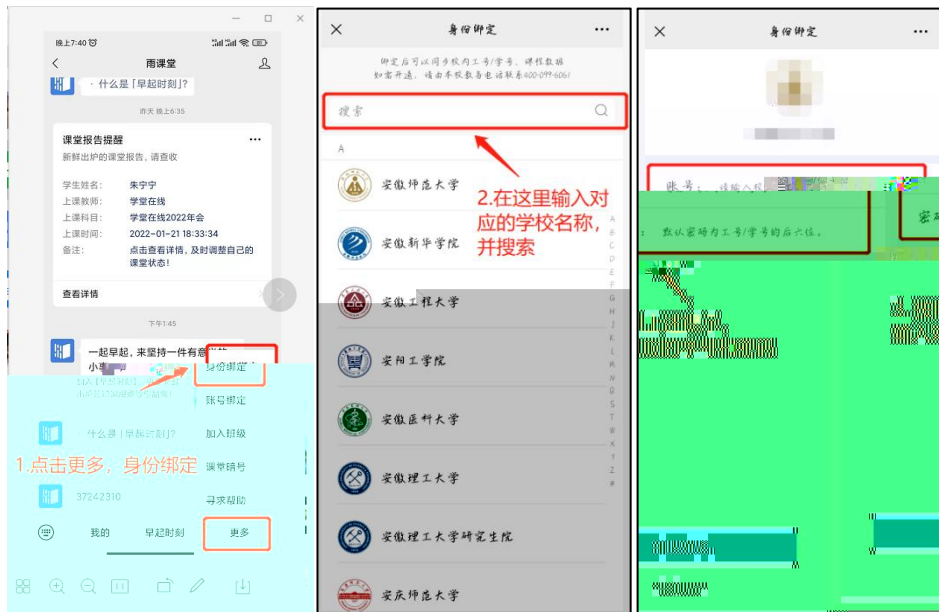 晚上7:40
雨课堂
· 什么是「早起时刻」?
昨天 晚上6:35
课堂报告提醒
新鲜出炉的课堂报告,请查收
学生姓名: 朱宁宁
上课教师: 学堂在线
上课科目: 学堂在线2022年会
上课时间: 2022-01-21 18:33:34
备注: 点击查看详情,及时调整自己的
课堂状态!
查看详情
下午1:45
一起早起,来坚持一件有意
小事
身份绑定
账号绑定
· 什么是「早起时刻」?
加入班级
1.点击更多,身份绑定
课堂暗号
37242310
寻求帮助
我的
早起时刻
更多
身份绑定
绑定后可以同步校内工号/学号、课程数据
如需开通,请由本校教务电话联系400-099-6061
搜索
A
安徽师范大学
2.在这里输入对
应的学校名称,
并搜索
安徽新华学院
安徽工程大学
安阳工学院
安徽医科大学
安徽理工大学
安徽理工大学研究生院
安庆师范大学
A
B
C
D
E
F
G
H
J
K
L
M
N
Q
S
T
W
X
Y
Z
#
身份绑定
账号:
请输入
密码
默认密码为工号/学号的后六位。